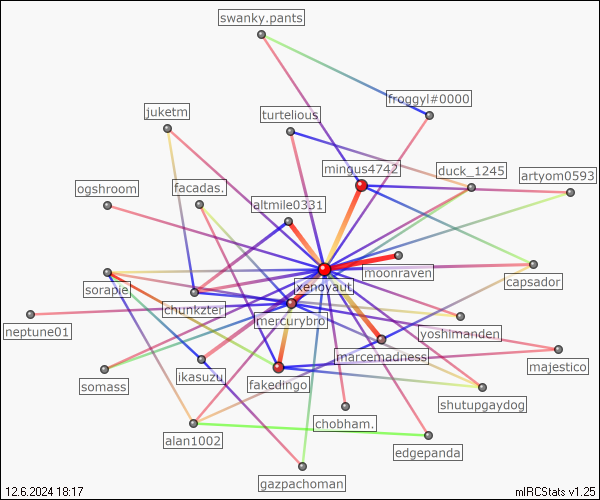 swanky.pants
froggyl#0000
juketm
turtelious
mingus4742
duck_1245
artyom0593
ogshroom
facadas.
altmile0331
moonraven
capsador
xenoyaut
sorapie
chunkzter
mercurybro
neptune01
yoshimanden
marcemadness
majestico
somass
ikasuzu
fakedingo
shutupgaydog
chobham.
alan1002
edgepanda
gazpachoman
12.6.2024 18:17
mIRCStats v1.25